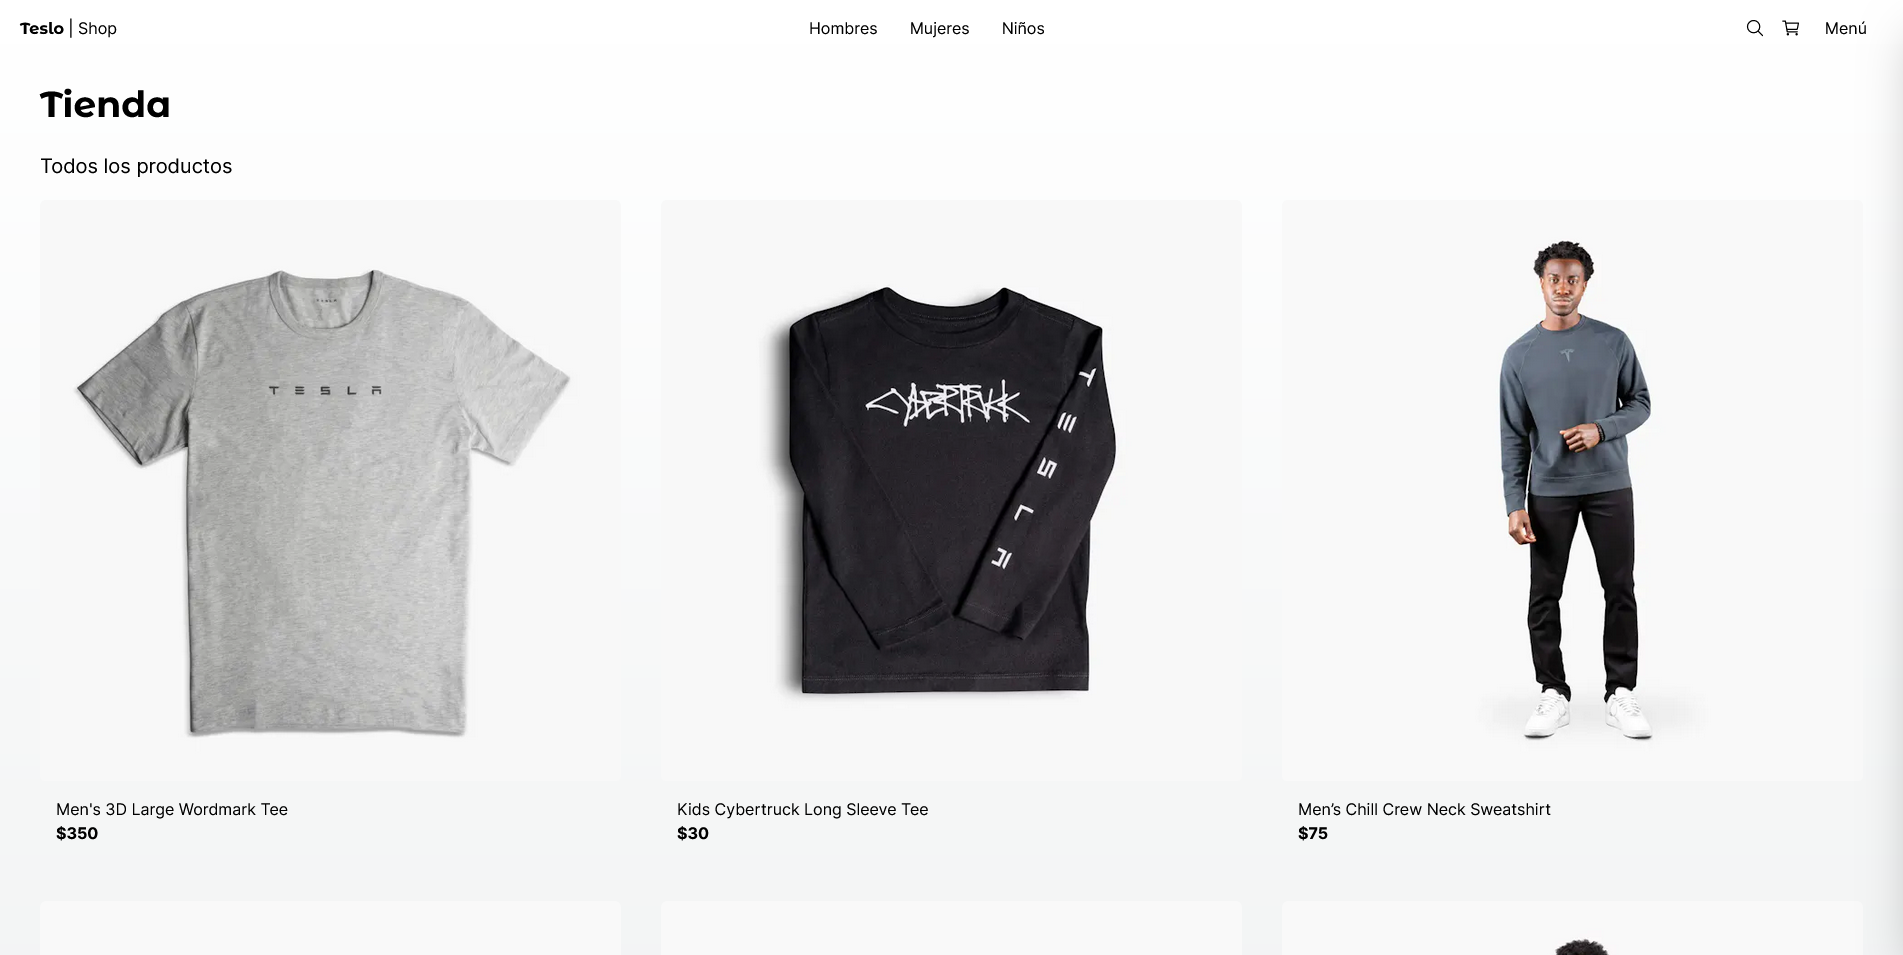 Teslo | Shop
Hombres Mujeres Niños
Menú
Tienda
Todos los productos
TESLA
TESLA
CYBERTRUCK
TESLA
Men's 3D Large Wordmark Tee
$350
Kids Cybertruck Long Sleeve Tee
$30
Men’s Chill Crew Neck Sweatshirt
$75